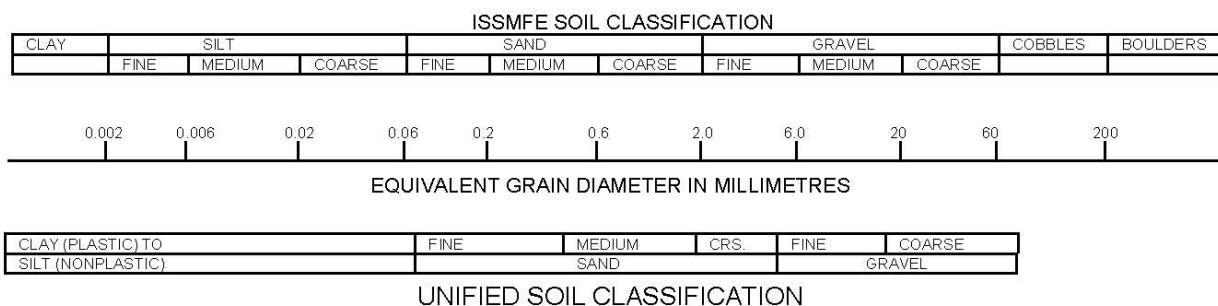 ISSMFE SOIL CLASSIFICATION
CLAY SILT SAND GRAVEL COBBLES BOULDERS
FINE MEDIUM COARSE FINE MEDIUM COARSE FINE MEDIUM COARSE
0.002 0.006 0.02 0.06 0.2 0.6 2.0 6.0 20 60 200
EQUIVALENT GRAIN DIAMETER IN MILLIMETRES
CLAY (PLASTIC) TO FINE MEDIUM CRS. FINE COARSE
SILT (NONPLASTIC) SAND GRAVEL
UNIFIED SOIL CLASSIFICATION